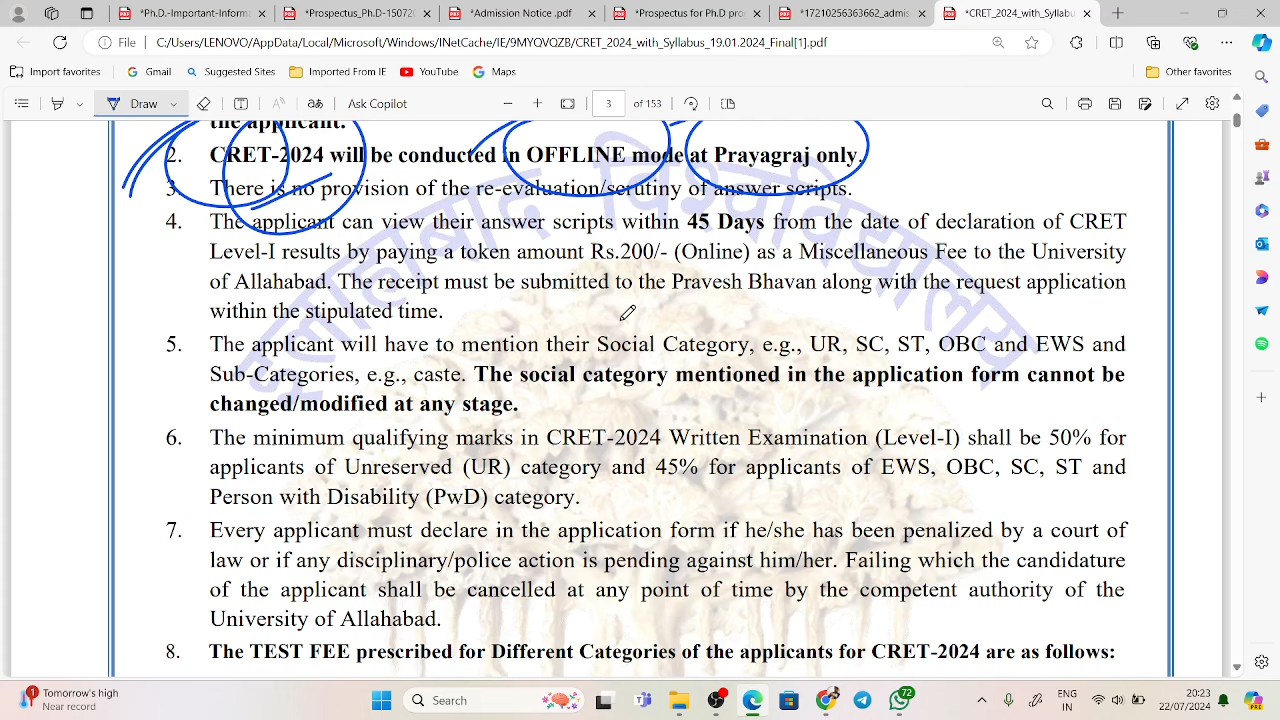 *Ph.D.-Important-Inform
*Prospectus_Ph.D-15072
*Admission Notice .pdf
*Prospectus for Ph.D pro
*1710256363662_dmis
*CRET_2024_with_Syllabu
File
C:/Users/LENOVO/AppData/Local/Microsoft/Windows/INetCache/IE/9MYQVQZB/CRET_2024_with_Syllabus_19.01.2024_Final[1].pdf
Import favorites
Gmail
Suggested Sites
Imported From IE
YouTube
Maps
Other favorites
Draw
Ask Copilot
3 of 153
the applicant.
2. CRET-2024 will be conducted in OFFLINE mode at Prayagraj only.
3. There is no provision of the re-evaluation/scrutiny of answer scripts.
4. The applicant can view their answer scripts within 45 Days from the date of declaration of CRET
Level-I results by paying a token amount Rs.200/- (Online) as a Miscellaneous Fee to the University
of Allahabad. The receipt must be submitted to the Pravesh Bhavan along with the request application
within the stipulated time.
5. The applicant will have to mention their Social Category, e.g., UR, SC, ST, OBC and EWS and
Sub-Categories, e.g., caste. The social category mentioned in the application form cannot be
changed/modified at any stage.
6. The minimum qualifying marks in CRET-2024 Written Examination (Level-I) shall be 50% for
applicants of Unreserved (UR) category and 45% for applicants of EWS, OBC, SC, ST and
Person with Disability (PwD) category.
7. Every applicant must declare in the application form if he/she has been penalized by a court of
law or if any disciplinary/police action is pending against him/her. Failing which the candidature
of the applicant shall be cancelled at any point of time by the competent authority of the
University of Allahabad.
8. The TEST FEE prescribed for Different Categories of the applicants for CRET-2024 are as follows:
इलाहाबाद विश्वविद्यालय
Tomorrow's high
Near record
Search
72
ENG
IN
20:23
22/07/2024